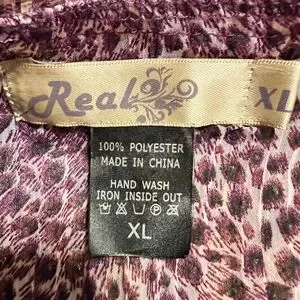 Real
XL
100% POLYESTER
MADE IN CHINA
HAND WASH
IRON INSIDE OUT
P
XL